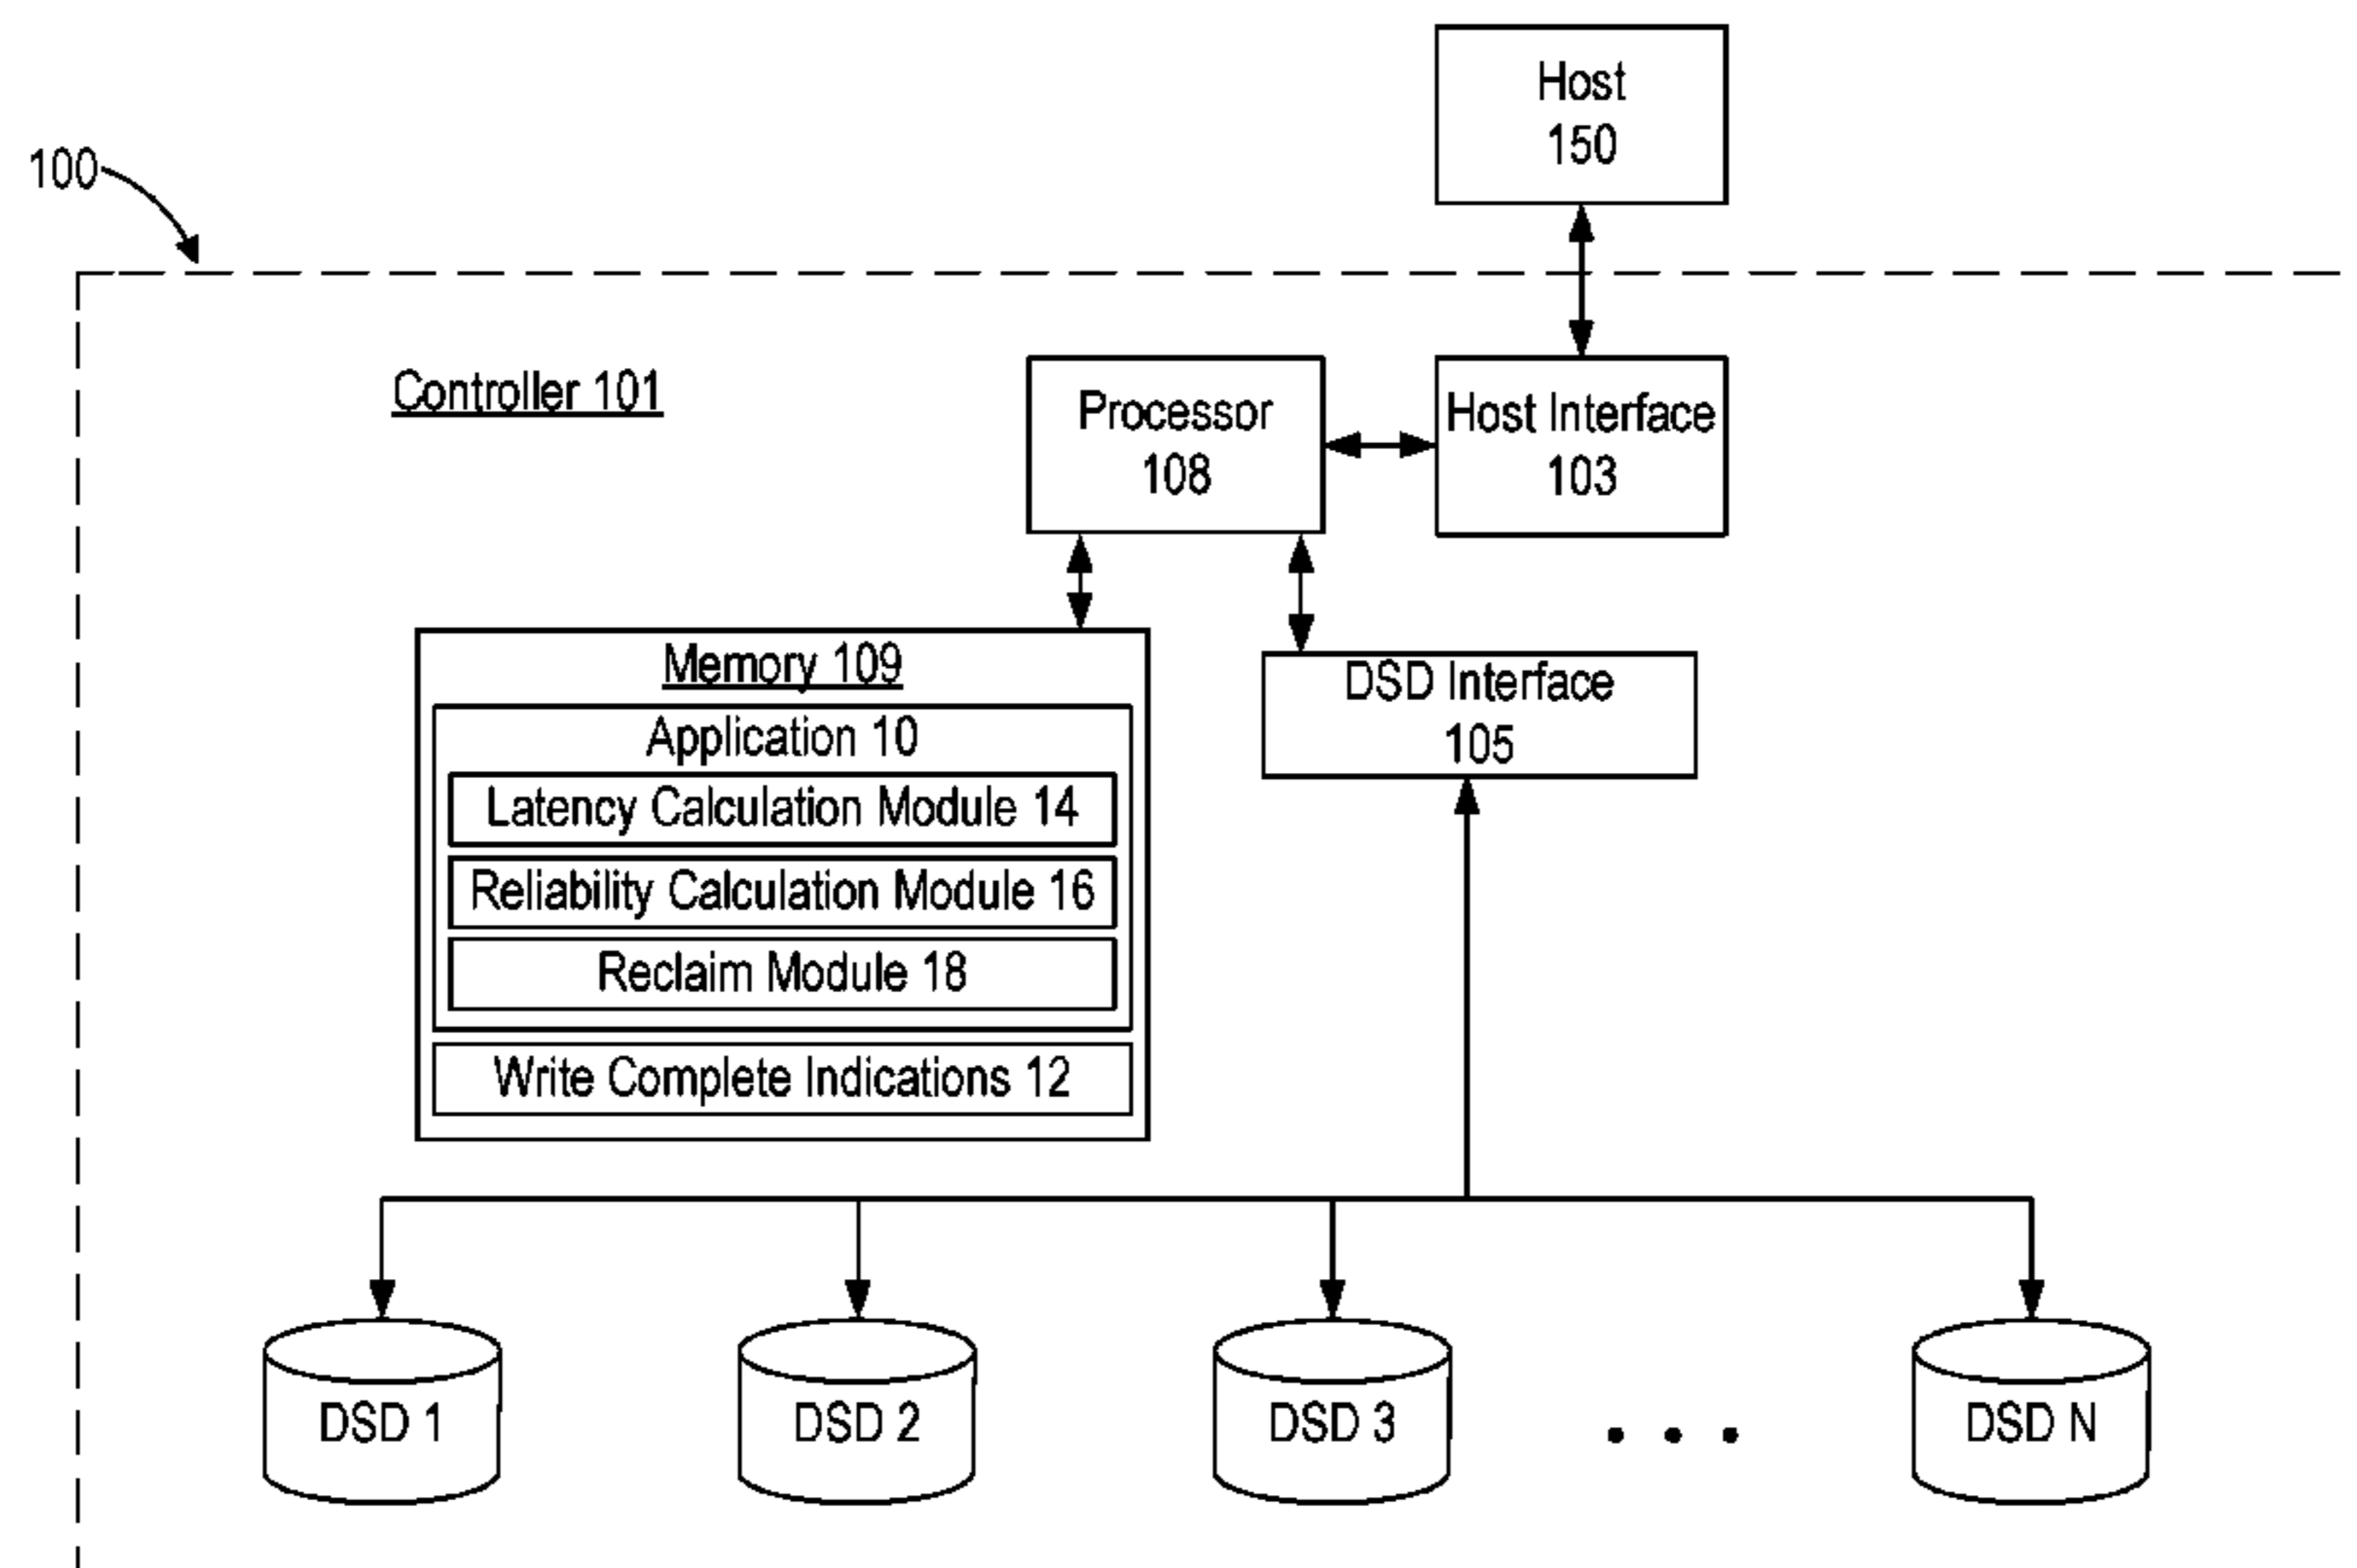 Host
150
100
Controller 101
Processor
108
Host Interface
103
Memory 109
Application 10
Latency Calculation Module 14
Reliability Calculation Module 16
Reclaim Module 18
Write Complete Indications 12
DSD Interface
105
DSD 1
DSD 2
DSD 3
. . .
DSD N